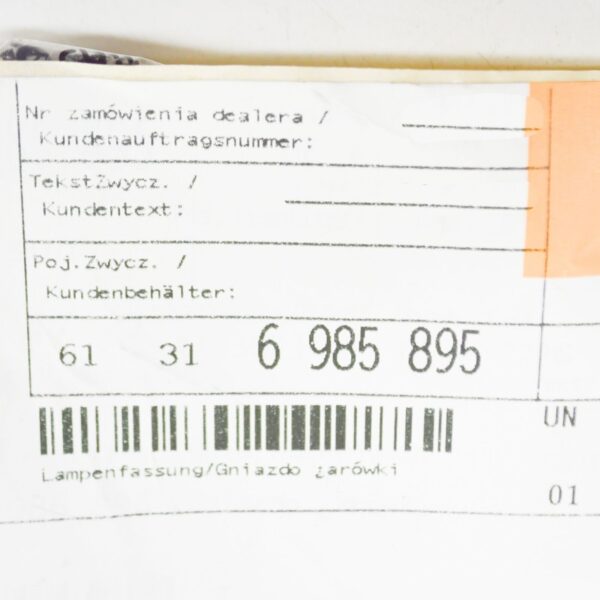 Nr zamówienia dealera /
Kundenauftragsnummer:
TekstZwycz. /
Kundentext:
Poj.Zwycz. /
Kundenbehälter:
61 31 6 985 895
UN
Lampenfassung/Gniazdo żarówki
01